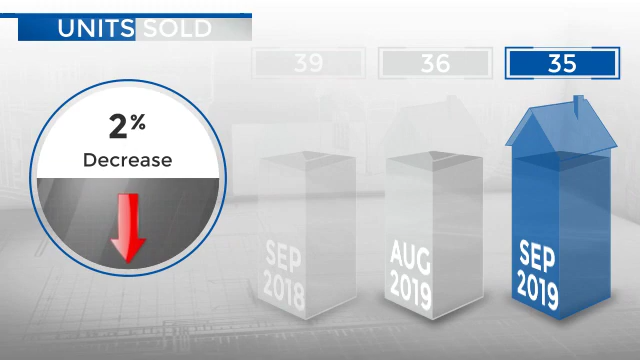 UNITS SOLD
39
36
35
2%
Decrease
SEP
2018
AUG
2019
SEP
2019